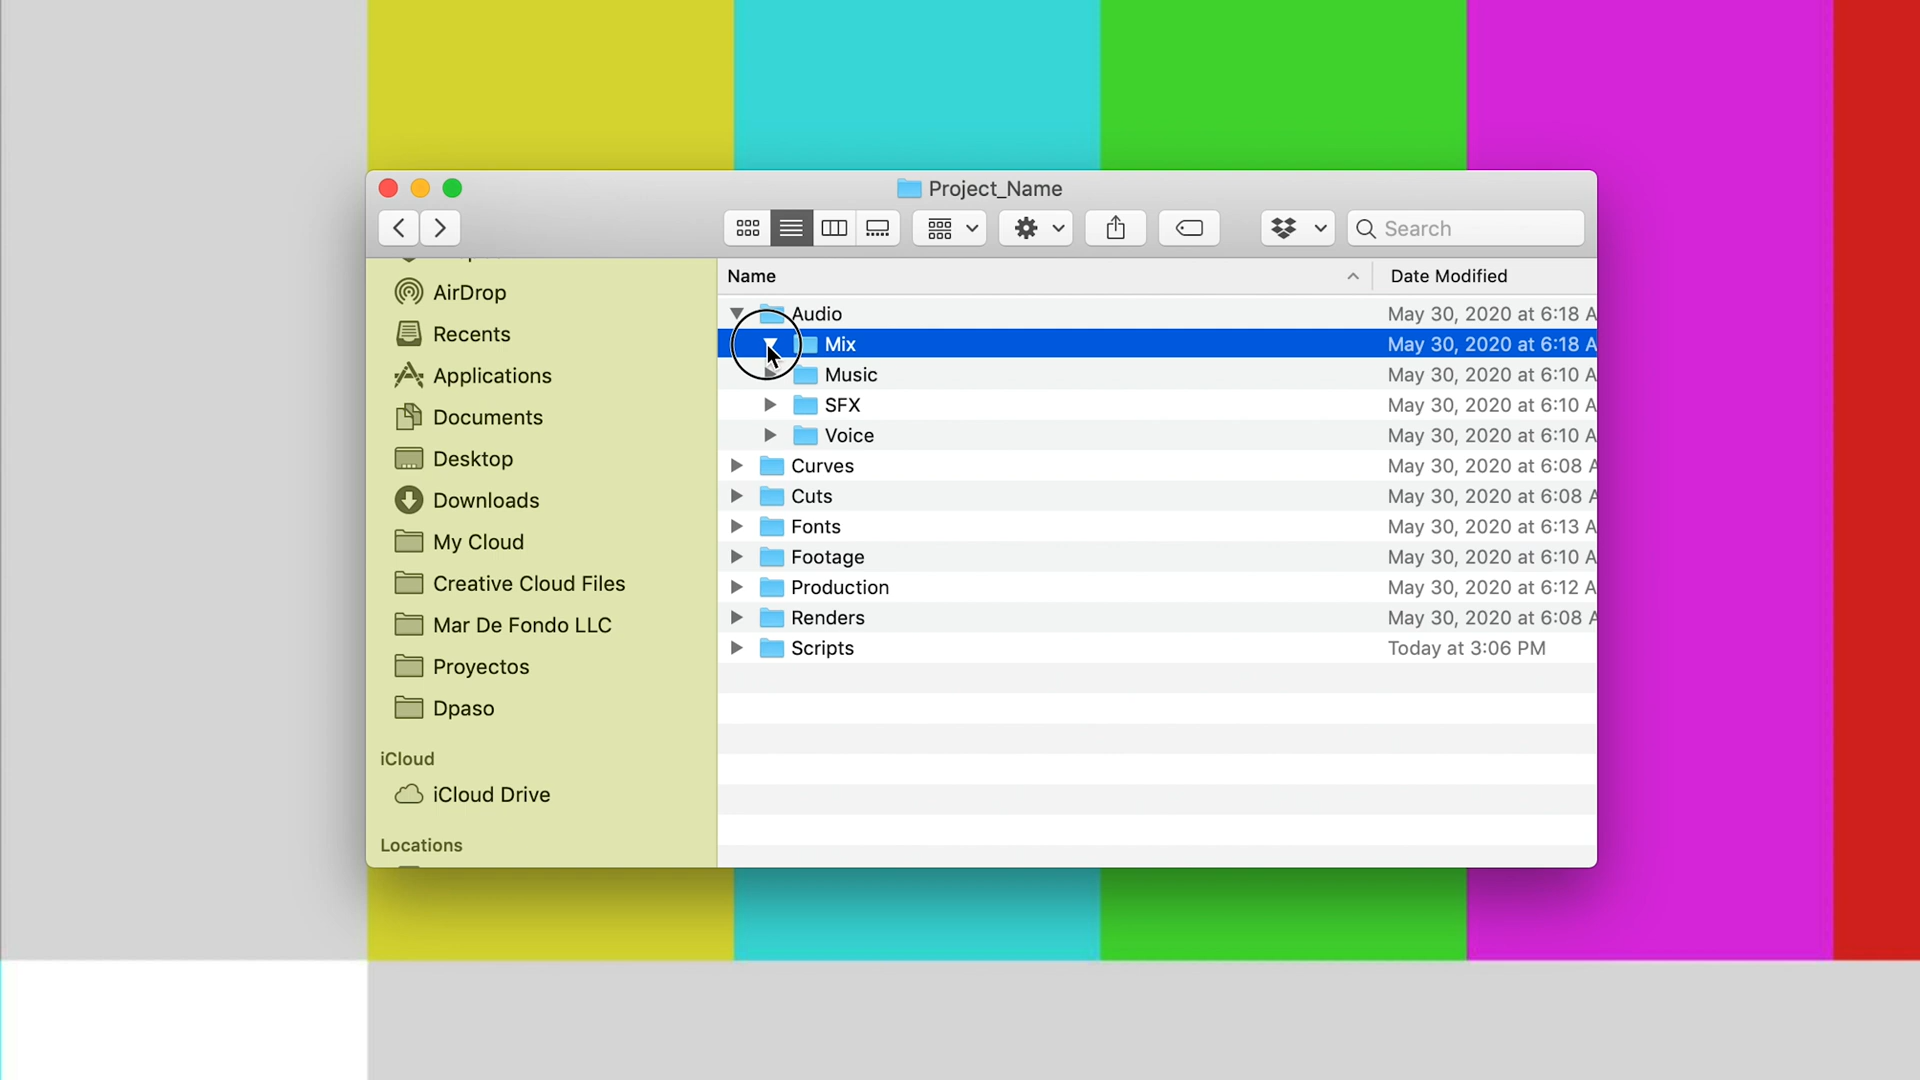 Project_Name
Search
AirDrop
Recents
Applications
Documents
Desktop
Downloads
My Cloud
Creative Cloud Files
Mar De Fondo LLC
Proyectos
Dpaso
iCloud
iCloud Drive
Locations
Name Date Modified
Audio May 30, 2020 at 6:18 A
Mix May 30, 2020 at 6:18 A
Music May 30, 2020 at 6:10 A
SFX May 30, 2020 at 6:10 A
Voice May 30, 2020 at 6:10 A
Curves May 30, 2020 at 6:08 A
Cuts May 30, 2020 at 6:08 A
Fonts May 30, 2020 at 6:13 A
Footage May 30, 2020 at 6:10 A
Production May 30, 2020 at 6:12 A
Renders May 30, 2020 at 6:08 A
Scripts Today at 3:06 PM